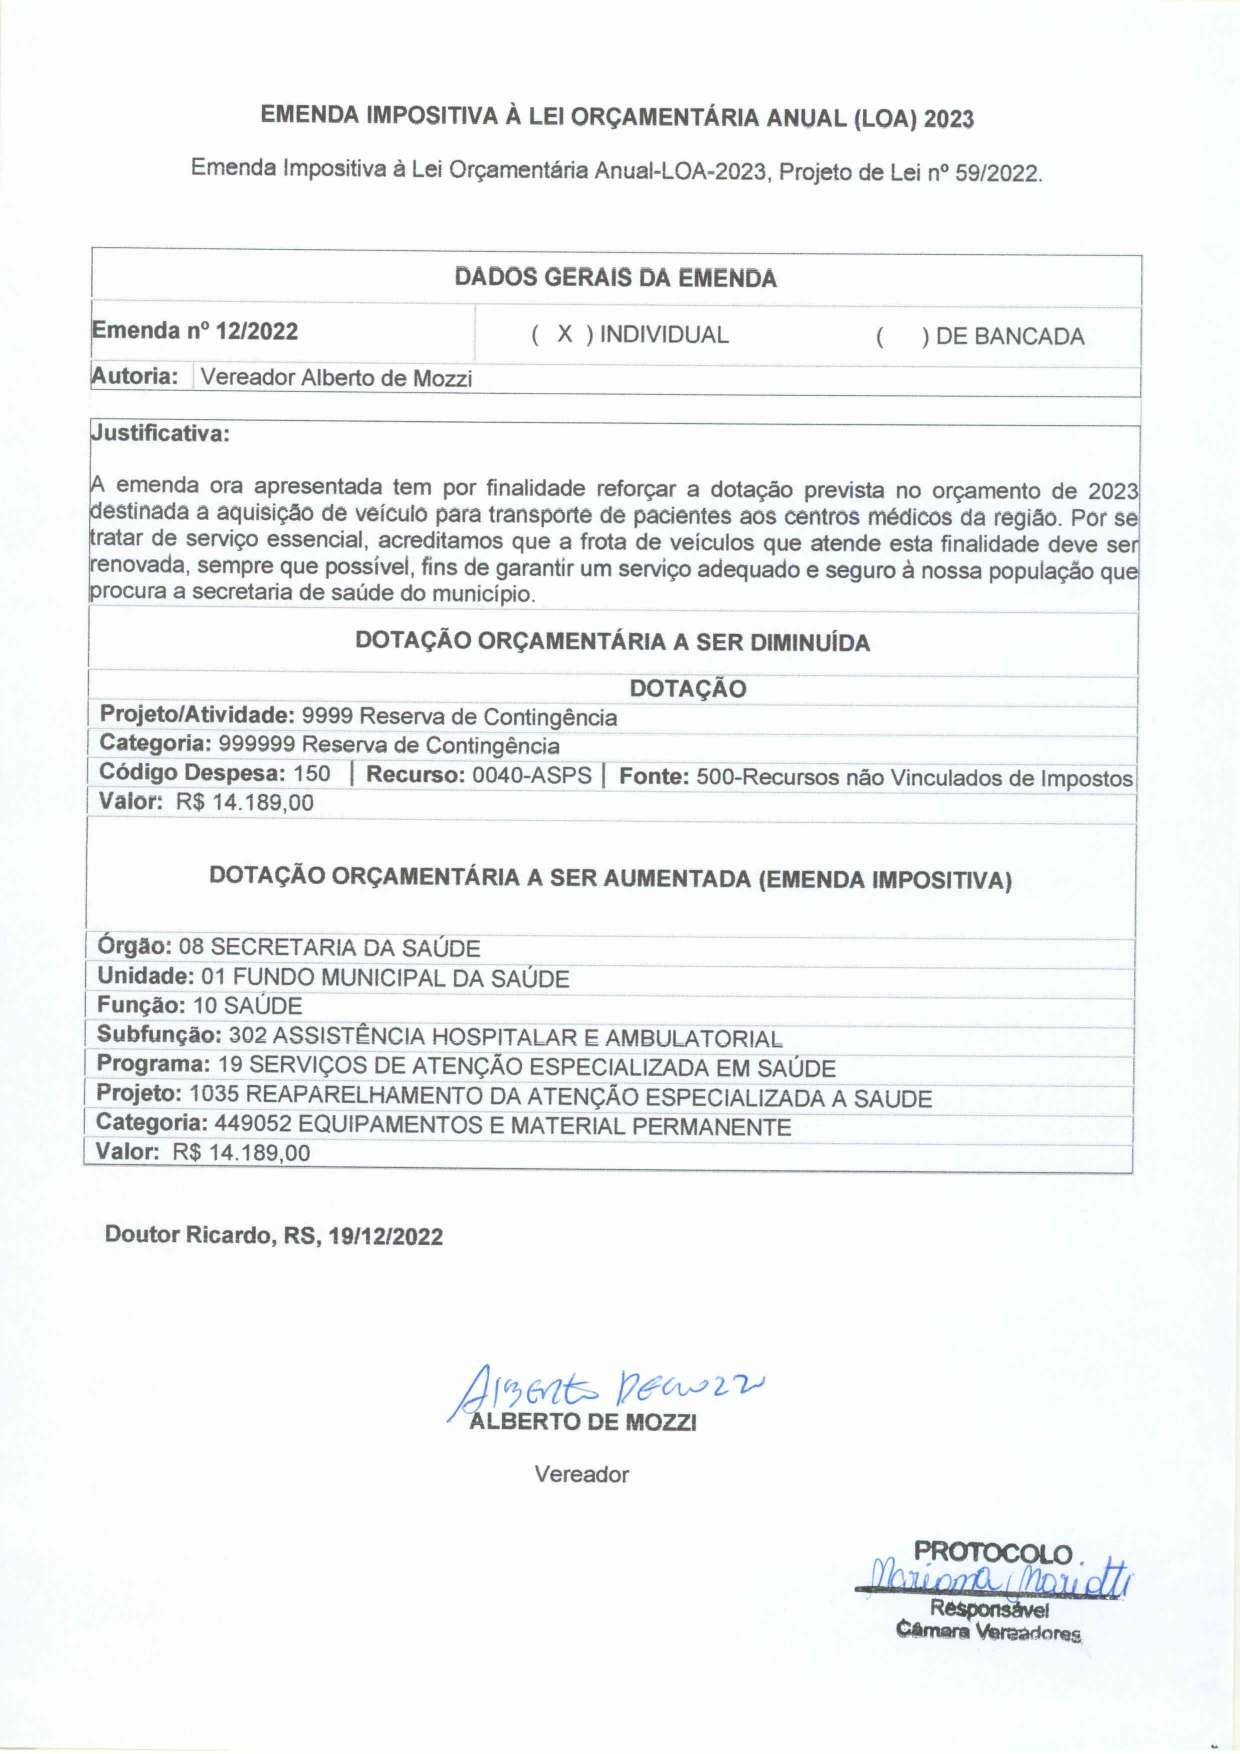 EMENDA IMPOSITIVA À LEI ORÇAMENTÁRIA ANUAL (LOA) 2023
Emenda Impositiva à Lei Orçamentária Anual-LOA-2023, Projeto de Lei nº 59/2022.
DADOS GERAIS DA EMENDA
Emenda nº 12/2022 ( X ) INDIVIDUAL ( ) DE BANCADA
Autoria: Vereador Alberto de Mozzi
Justificativa:
A emenda ora apresentada tem por finalidade reforçar a dotação prevista no orçamento de 2023
destinada a aquisição de veículo para transporte de pacientes aos centros médicos da região. Por se
tratar de serviço essencial, acreditamos que a frota de veículos que atende esta finalidade deve ser
renovada, sempre que possível, fins de garantir um serviço adequado e seguro à nossa população que
procura a secretaria de saúde do município.
DOTAÇÃO ORÇAMENTÁRIA A SER DIMINUÍDA
DOTAÇÃO
Projeto/Atividade: 9999 Reserva de Contingência
Categoria: 999999 Reserva de Contingência
Código Despesa: 150 | Recurso: 0040-ASPS | Fonte: 500-Recursos não Vinculados de Impostos
Valor: R$ 14.189,00
DOTAÇÃO ORÇAMENTÁRIA A SER AUMENTADA (EMENDA IMPOSITIVA)
Órgão: 08 SECRETARIA DA SAÚDE
Unidade: 01 FUNDO MUNICIPAL DA SAÚDE
Função: 10 SAÚDE
Subfunção: 302 ASSISTÊNCIA HOSPITALAR E AMBULATORIAL
Programa: 19 SERVIÇOS DE ATENÇÃO ESPECIALIZADA EM SAÚDE
Projeto: 1035 REAPARELHAMENTO DA ATENÇÃO ESPECIALIZADA A SAUDE
Categoria: 449052 EQUIPAMENTOS E MATERIAL PERMANENTE
Valor: R$ 14.189,00
Doutor Ricardo, RS, 19/12/2022
Alberto Demozzi
ALBERTO DE MOZZI
Vereador
PROTOCOLO
Mariana Mariotti
Responsável
Câmara Vereadores